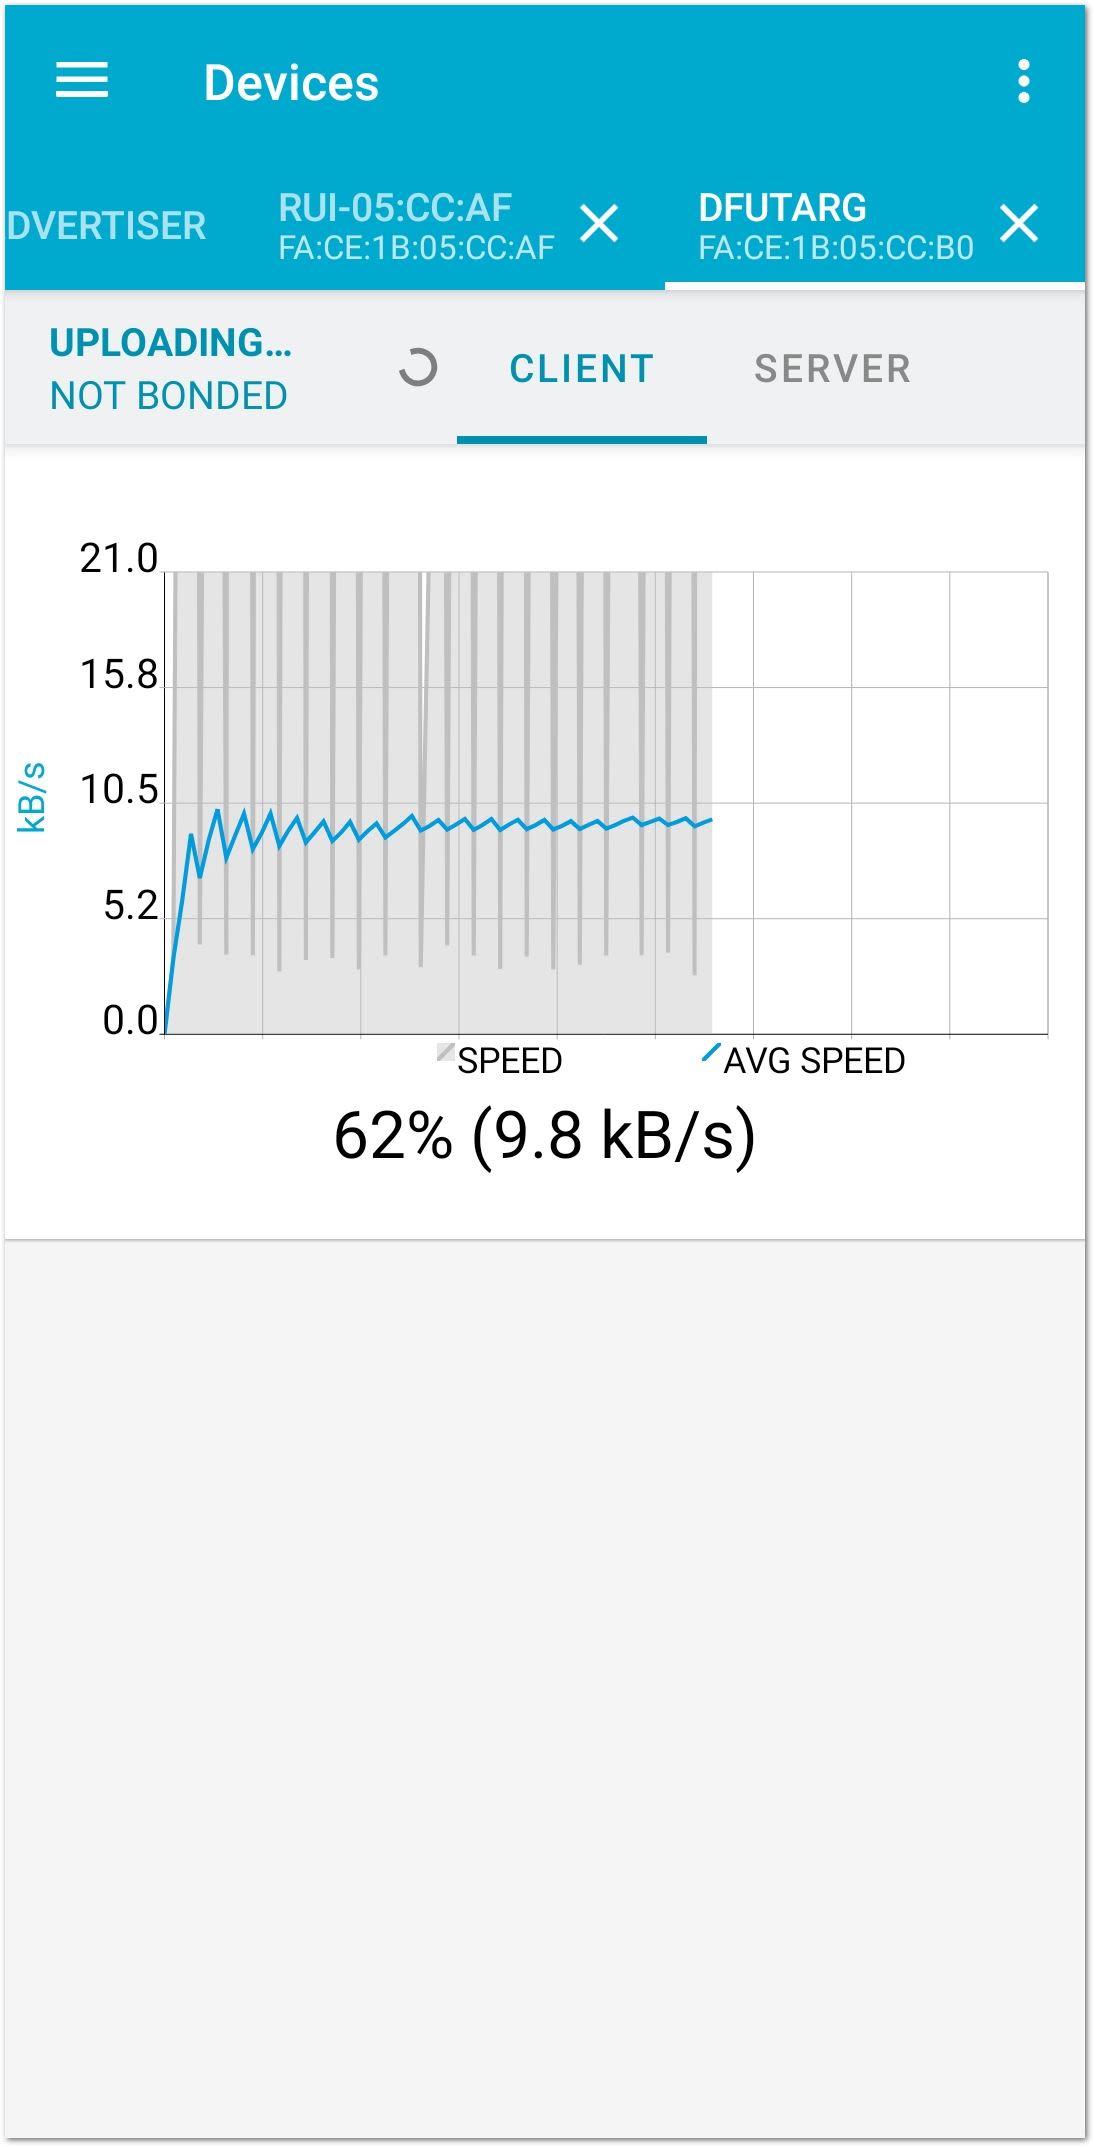 Devices
DVERTISER
RUI-05:CC:AF
FA:CE:1B:05:CC:AF
DFUTARG
FA:CE:1B:05:CC:B0
UPLOADING...
NOT BONDED
CLIENT
SERVER
21.0
15.8
10.5
5.2
0.0
kB/s
SPEED
AVG SPEED
62% (9.8 kB/s)